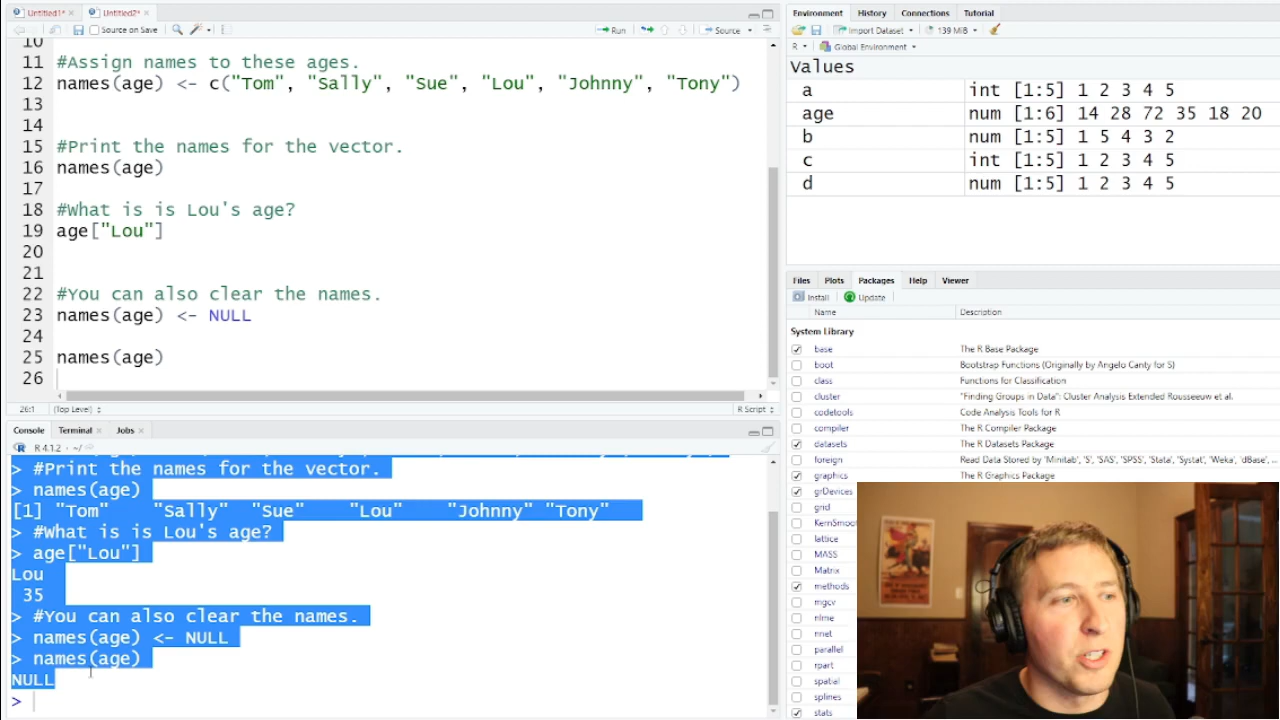 Untitled1* Untitled2*
Source on Save Run Source
10
11 #Assign names to these ages.
12 names(age) <- c("Tom", "Sally", "Sue", "Lou", "Johnny", "Tony")
13
14
15 #Print the names for the vector.
16 names(age)
17
18 #What is is Lou's age?
19 age["Lou"]
20
21
22 #You can also clear the names.
23 names(age) <- NULL
24
25 names(age)
26
26:1 (Top Level) R Script
Console Terminal Jobs
R 4.1.2 · ~/
> #Print the names for the vector.
> names(age)
[1] "Tom" "Sally" "Sue" "Lou" "Johnny" "Tony"
> #What is is Lou's age?
> age["Lou"]
Lou
35
> #You can also clear the names.
> names(age) <- NULL
> names(age)
NULL
>
Environment History Connections Tutorial
Import Dataset 139 MiB
R Global Environment
Values
a int [1:5] 1 2 3 4 5
age num [1:6] 14 28 72 35 18 20
b num [1:5] 1 5 4 3 2
c int [1:5] 1 2 3 4 5
d num [1:5] 1 2 3 4 5
Files Plots Packages Help Viewer
Install Update
Name Description
System Library
base The R Base Package
boot Bootstrap Functions (Originally by Angelo Canty for S)
class Functions for Classification
cluster "Finding Groups in Data": Cluster Analysis Extended Rousseeuw et al.
codetools Code Analysis Tools for R
compiler The R Compiler Package
datasets The R Datasets Package
foreign Read Data Stored by 'Minitab', 'S', 'SAS', 'SPSS', 'Stata', 'Systat', 'Weka', 'dBase', ...
graphics The R Graphics Package
grDevices
grid
KernSmoo
lattice
MASS
Matrix
methods
mgcv
nlme
nnet
parallel
rpart
spatial
splines
stats